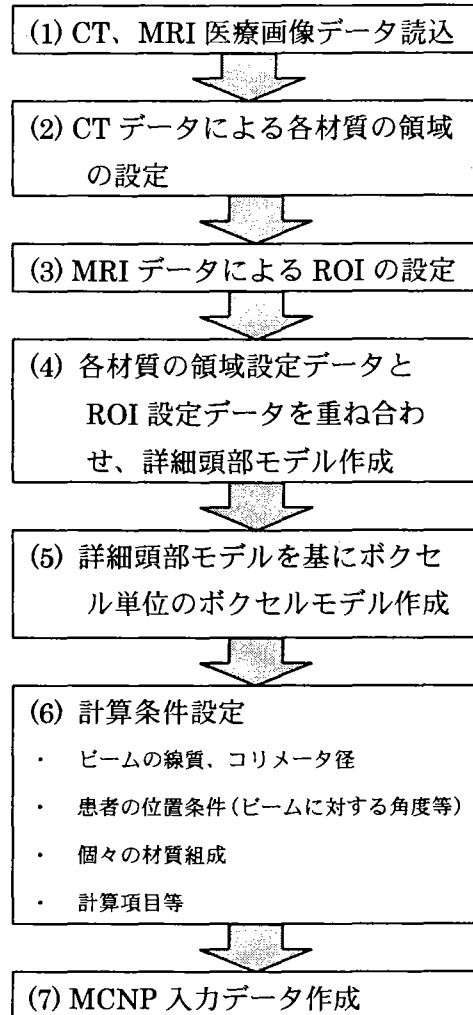 (1) CT、MRI 医療画像データ読込
(2) CT データによる各材質の領域
の設定
(3) MRI データによる ROI の設定
(4) 各材質の領域設定データと
ROI 設定データを重ね合わ
せ、詳細頭部モデル作成
(5) 詳細頭部モデルを基にボクセ
ル単位のボクセルモデル作成
(6) 計算条件設定
・ ビームの線質、コリメータ径
・ 患者の位置条件(ビームに対する角度等)
・ 個々の材質組成
・ 計算項目等
(7) MCNP 入力データ作成